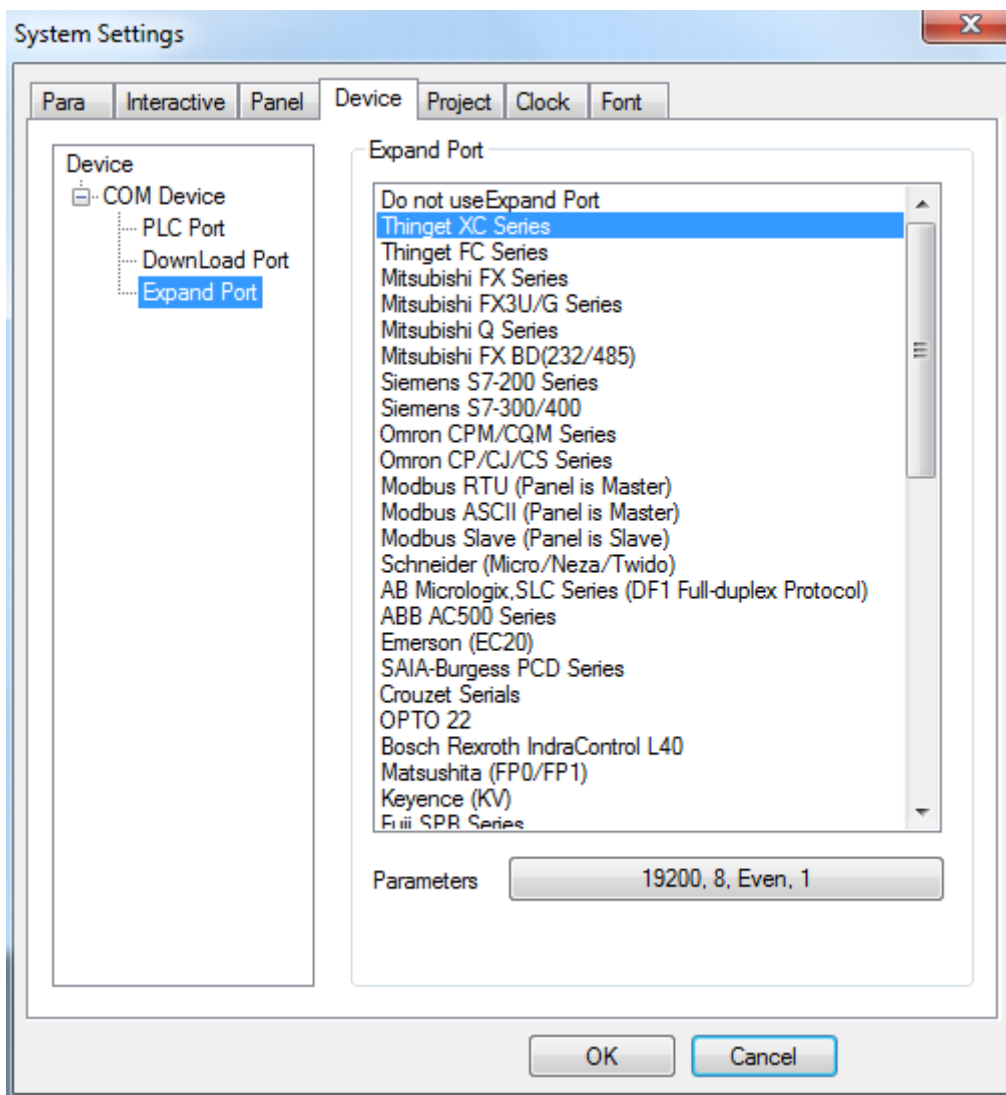 System Settings
Para Interactive Panel Device Project Clock Font
Device
COM Device
PLC Port
DownLoad Port
Expand Port
Expand Port
Do not useExpand Port
Thinget XC Series
Thinget FC Series
Mitsubishi FX Series
Mitsubishi FX3U/G Series
Mitsubishi Q Series
Mitsubishi FX BD(232/485)
Siemens S7-200 Series
Siemens S7-300/400
Omron CPM/CQM Series
Omron CP/CJ/CS Series
Modbus RTU (Panel is Master)
Modbus ASCII (Panel is Master)
Modbus Slave (Panel is Slave)
Schneider (Micro/Neza/Twido)
AB Micrologix,SLC Series (DF1 Full-duplex Protocol)
ABB AC500 Series
Emerson (EC20)
SAIA-Burgess PCD Series
Crouzet Serials
OPTO 22
Bosch Rexroth IndraControl L40
Matsushita (FP0/FP1)
Keyence (KV)
Fuji SPB Series
Parameters 19200, 8, Even, 1
OK Cancel